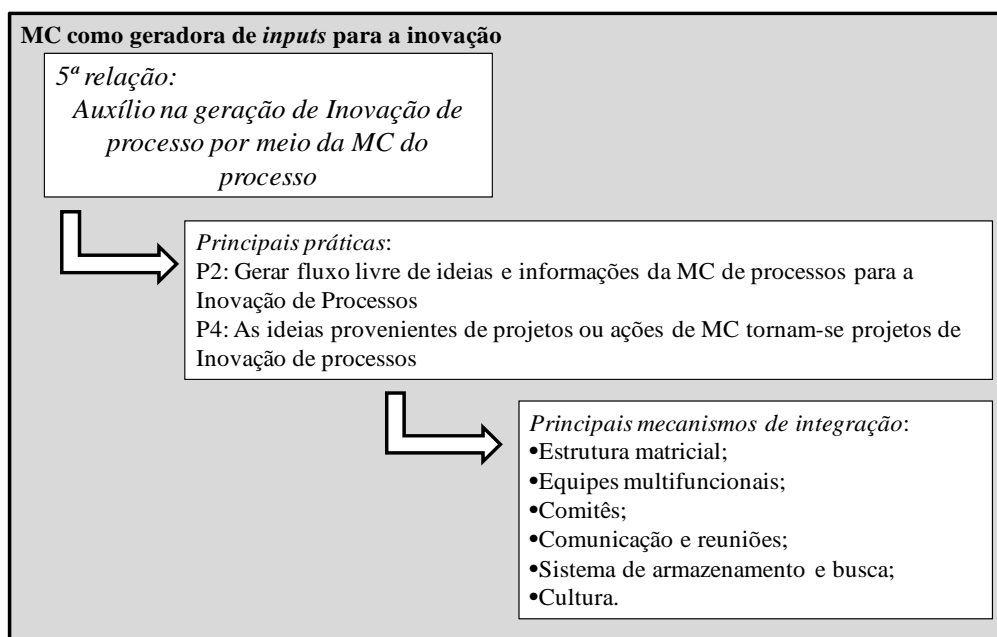 MC como geradora de inputs para a inovação
5ª relação:
Auxílio na geração de Inovação de
processo por meio da MC do
processo
Principais práticas:
P2: Gerar fluxo livre de ideias e informações da MC de processos para a
Inovação de Processos
P4: As ideias provenientes de projetos ou ações de MC tornam-se projetos de
Inovação de processos
Principais mecanismos de integração:
•Estrutura matricial;
•Equipes multifuncionais;
•Comitês;
•Comunicação e reuniões;
•Sistema de armazenamento e busca;
•Cultura.